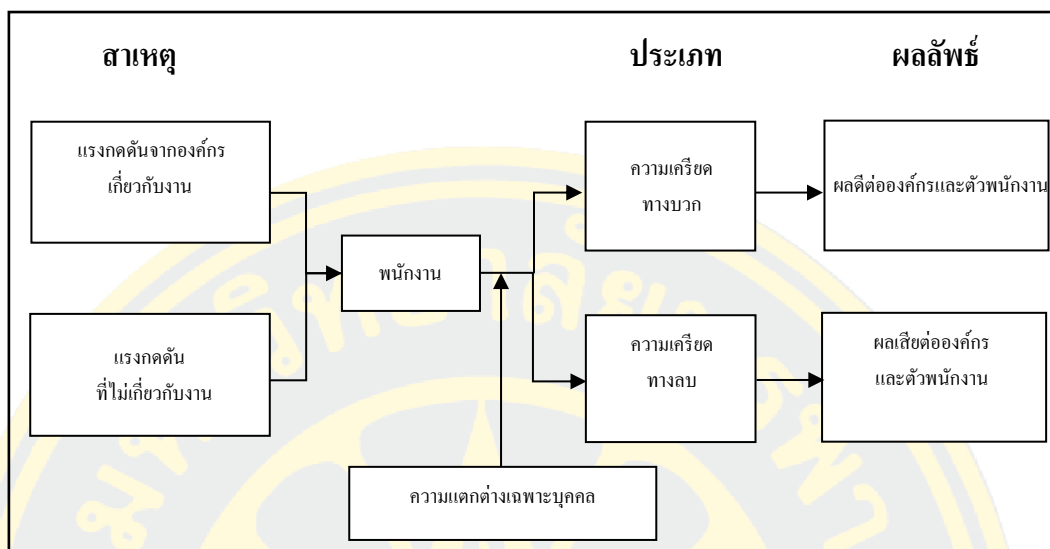 สาเหตุ
ประเภท
ผลลัพธ์
แรงกดดันจากองค์กร
เกี่ยวกับงาน
ความเครียด
ทางบวก
ผลดีต่อองค์กรและตัวพนักงาน
พนักงาน
แรงกดดัน
ที่ไม่เกี่ยวกับงาน
ความเครียด
ทางลบ
ผลเสียต่อองค์กร
และตัวพนักงาน
ความแตกต่างเฉพาะบุคคล